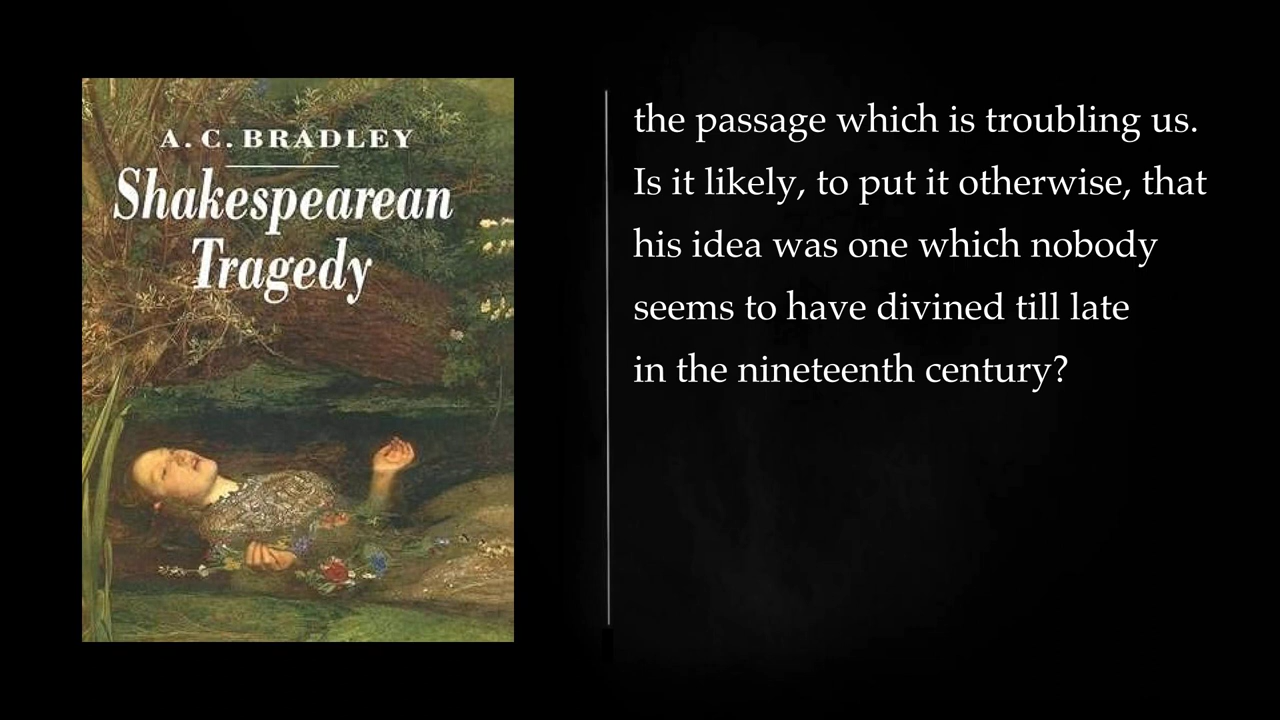 A. C. BRADLEY
Shakespearean
Tragedy
the passage which is troubling us.
Is it likely, to put it otherwise, that
his idea was one which nobody
seems to have divined till late
in the nineteenth century?